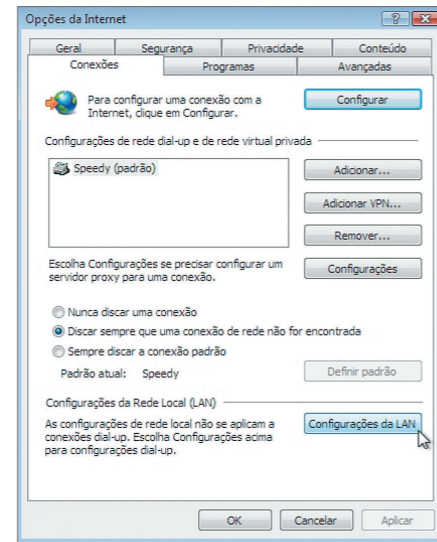 Opções da Internet
Geral Segurança Privacidade Conteúdo
Conexões Programas Avançadas
Para configurar uma conexão com a
Internet, clique em Configurar.
Configurar
Configurações de rede dial-up e de rede virtual privada
Speedy (padrão)
Adicionar...
Adicionar VPN...
Remover...
Escolha Configurações se precisar configurar um
servidor proxy para uma conexão.
Configurações
Nunca discar uma conexão
Discar sempre que uma conexão de rede não for encontrada
Sempre discar a conexão padrão
Padrão atual: Speedy
Definir padrão
Configurações da Rede Local (LAN)
As configurações de rede local não se aplicam a
conexões dial-up. Escolha Configurações acima
para configurações dial-up.
Configurações da LAN
OK Cancelar Aplicar